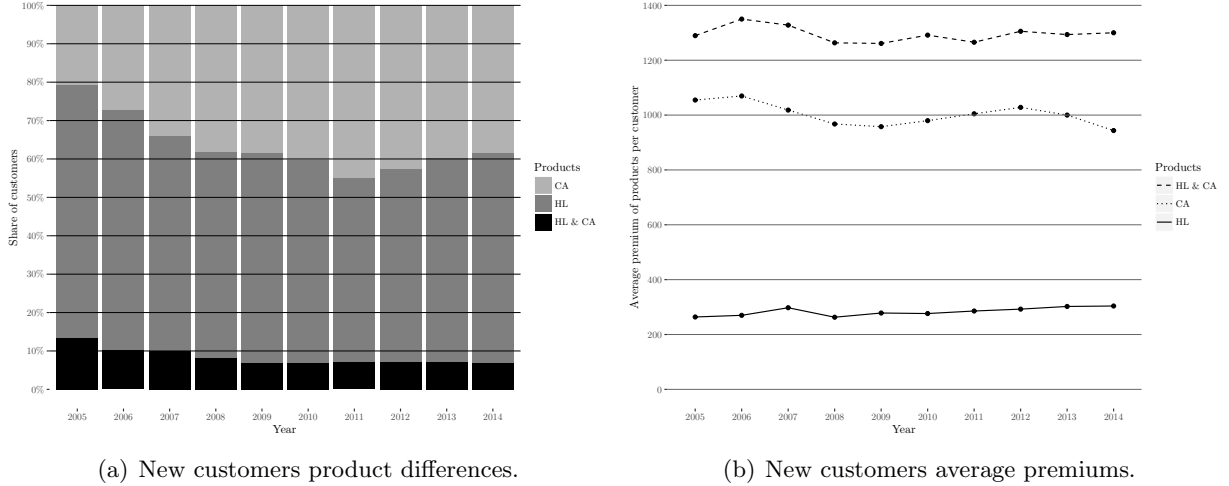 100%
90%
80%
70%
60%
50%
40%
30%
20%
10%
0%
Share of customers
2005 2006 2007 2008 2009 2010 2011 2012 2013 2014
Year
Products
CA
HL
HL & CA
(a) New customers product differences.
1400
1200
1000
800
600
400
200
0
Average premium of products per customer
2005 2006 2007 2008 2009 2010 2011 2012 2013 2014
Year
Products
HL & CA
CA
HL
(b) New customers average premiums.